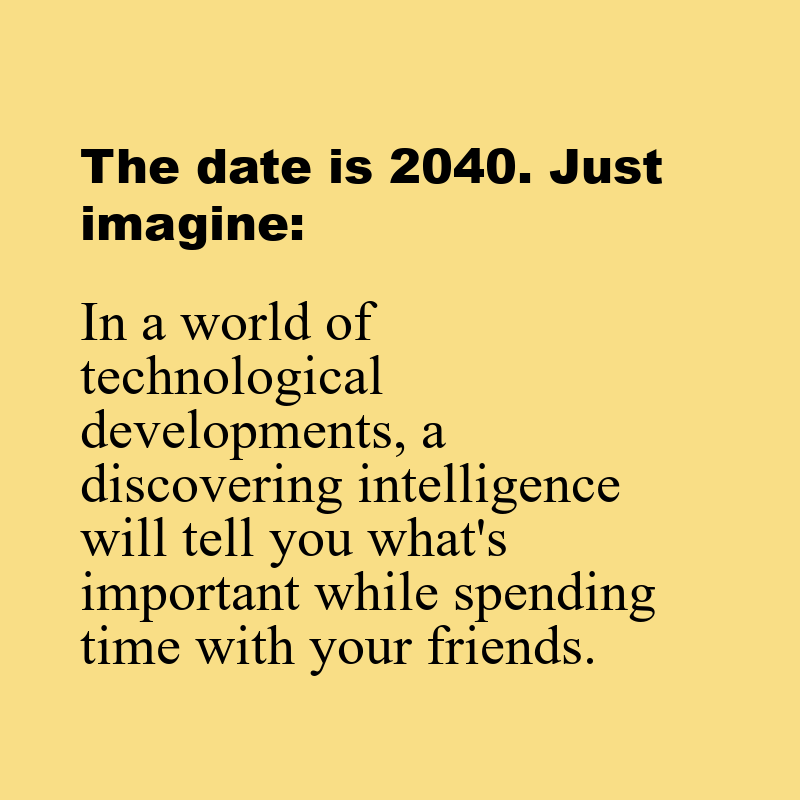 The date is 2040. Just
imagine:
In a world of
technological
developments, a
discovering intelligence
will tell you what's
important while spending
time with your friends.